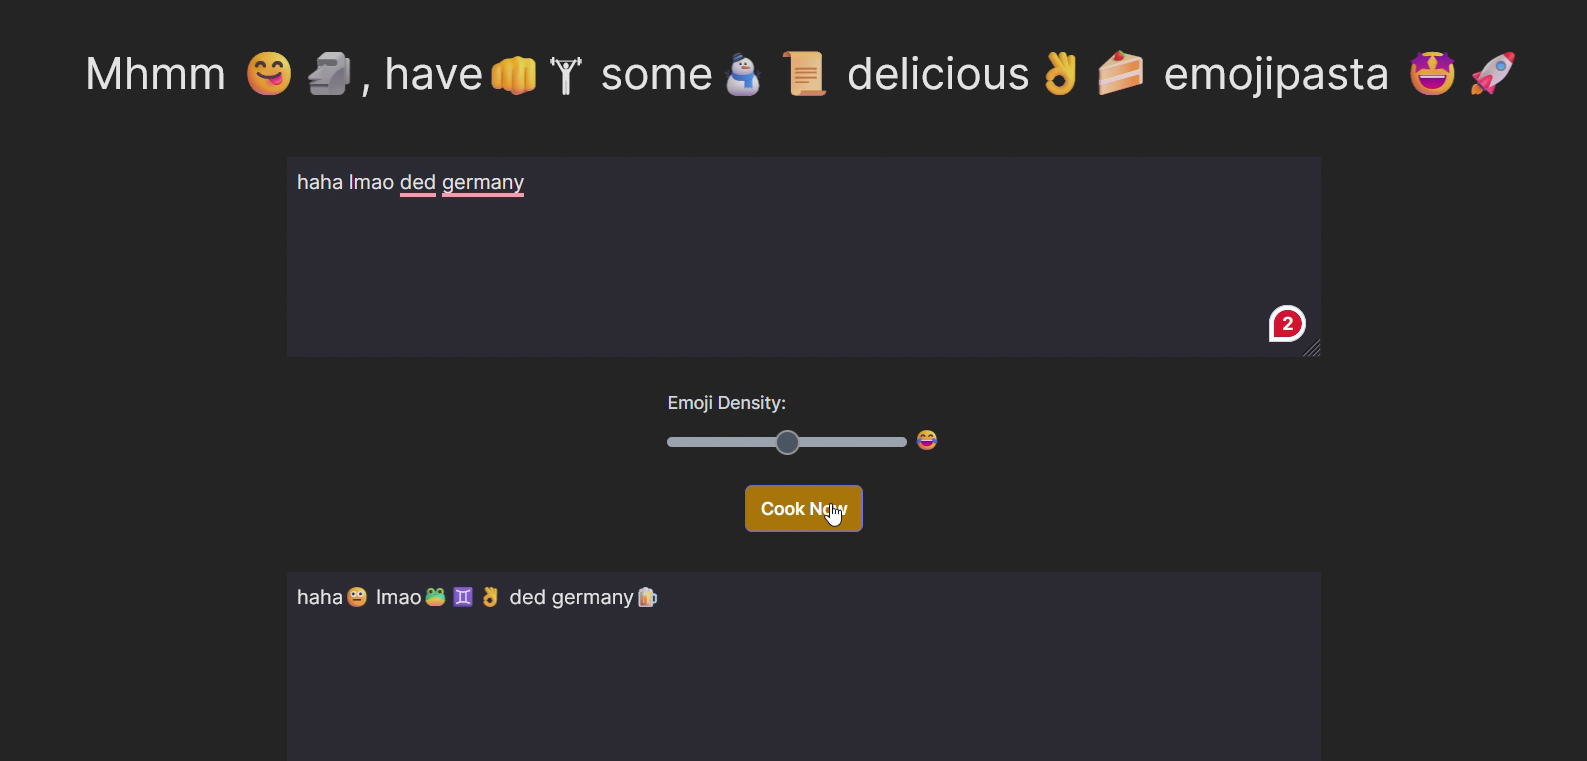 Mhmm 😋🗿, have👊🏋 some⛄📜 delicious👌🍰 emojipasta 🤩🚀
haha lmao ded germany
2
Emoji Density:
😂
Cook Now
haha😳 lmao🐸♊👌 ded germany🍺